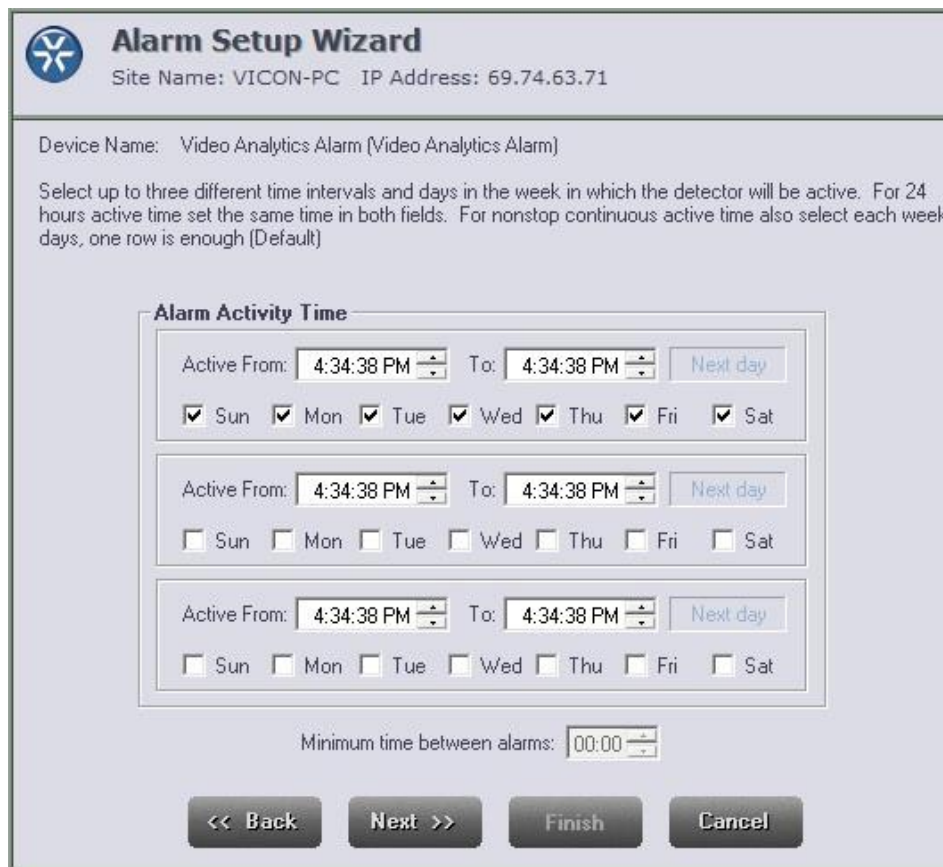 Alarm Setup Wizard
Site Name: VICON-PC IP Address: 69.74.63.71
Device Name: Video Analytics Alarm (Video Analytics Alarm)
Select up to three different time intervals and days in the week in which the detector will be active. For 24
hours active time set the same time in both fields. For nonstop continuous active time also select each week
days, one row is enough (Default)
Alarm Activity Time
Active From: 4:34:38 PM To: 4:34:38 PM Next day
Sun Mon Tue Wed Thu Fri Sat
Active From: 4:34:38 PM To: 4:34:38 PM Next day
Sun Mon Tue Wed Thu Fri Sat
Active From: 4:34:38 PM To: 4:34:38 PM Next day
Sun Mon Tue Wed Thu Fri Sat
Minimum time between alarms: 00:00
<< Back Next >> Finish Cancel